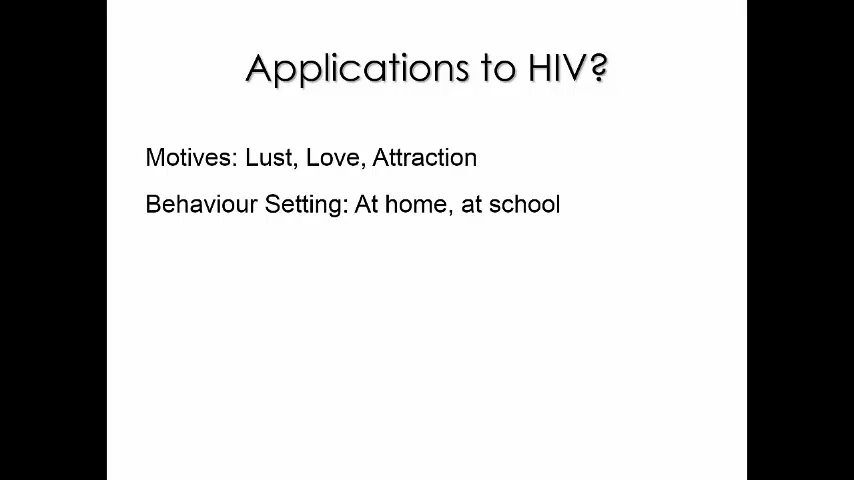 Applications to HIV?
Motives: Lust, Love, Attraction
Behaviour Setting: At home, at school